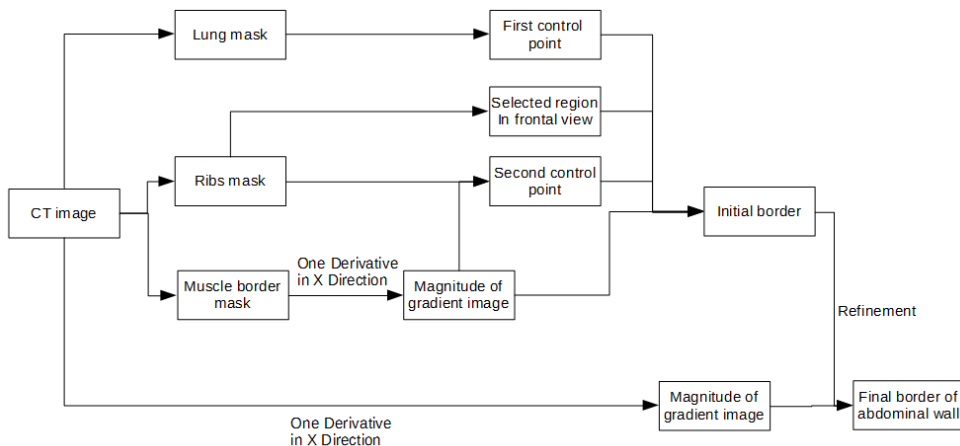 Lung mask
First control
point
Selected region
In frontal view
Ribs mask
Second control
point
CT image
Initial border
One Derivative
in X Direction
Muscle border
mask
Magnitude of
gradient image
Refinement
Magnitude of
gradient image
Final border of
abdominal wall
One Derivative
in X Direction